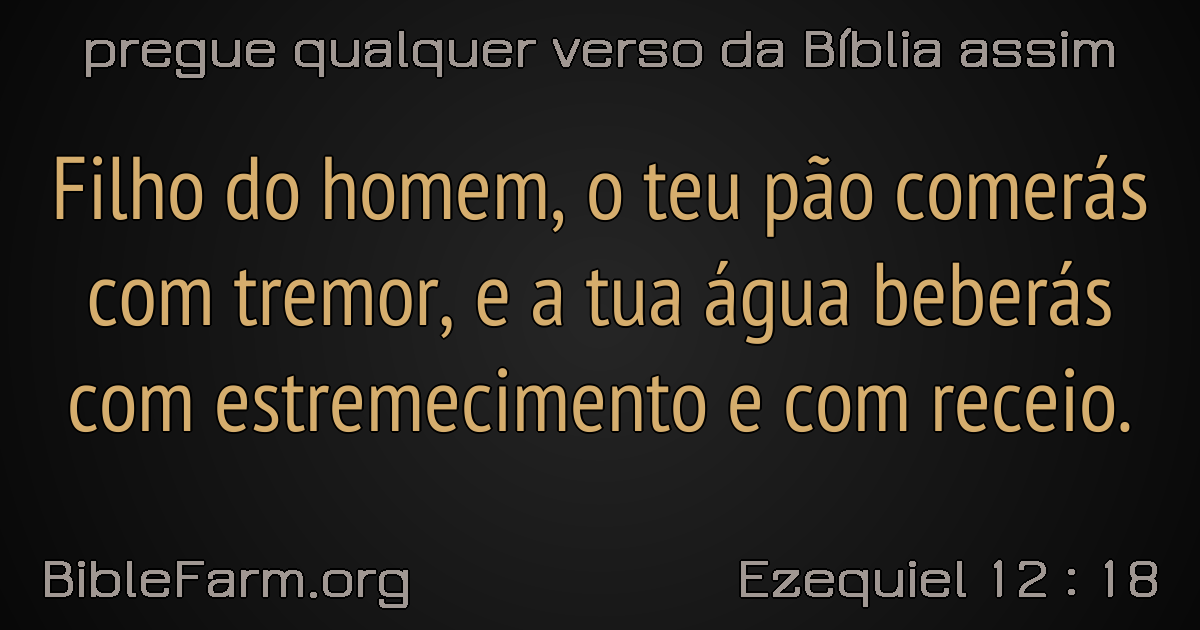 pregue qualquer verso da Bíblia assim
Filho do homem, o teu pão comerás
com tremor, e a tua água beberás
com estremecimento e com receio.
BibleFarm.org
Ezequiel 12 : 18